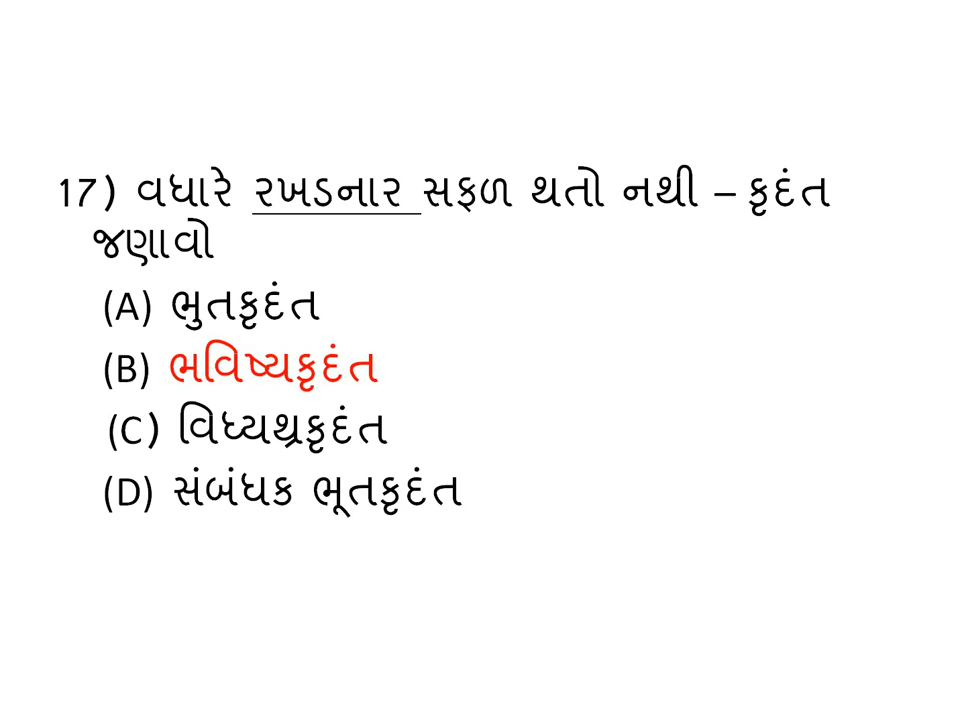 17) વધારે રખડનાર સફળ થતો નથી – કૃદંત
જણાવો
(A) ભુતકૃદંત
(B) ભવિષ્યકૃદંત
(C) વિધ્યથ્રકૃદંત
(D) સંબંધક ભૂતકૃદંત